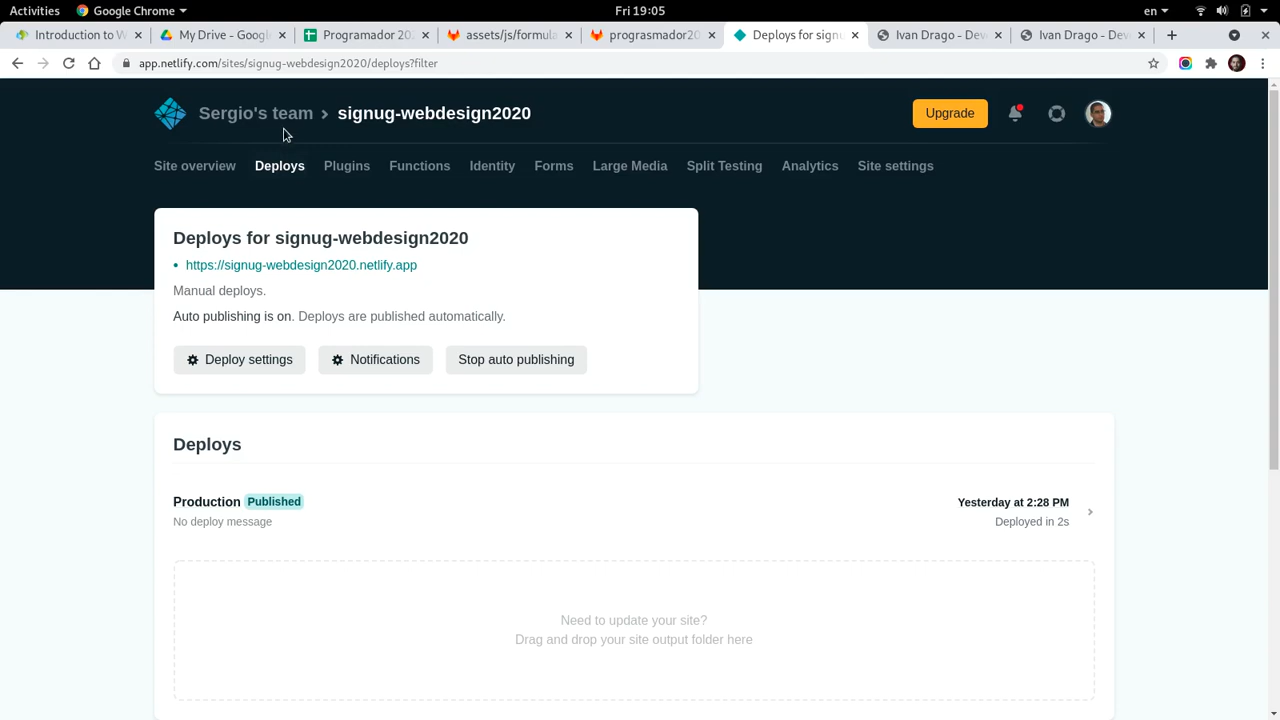 Activities Google Chrome Fri 19:05 en
Introduction to W My Drive - Googl Programador 20 assets/js/formula prograsmador20 Deploys for signu Ivan Drago - Deve Ivan Drago - Deve
app.netlify.com/sites/signug-webdesign2020/deploys?filter
Sergio's team signug-webdesign2020 Upgrade
Site overview Deploys Plugins Functions Identity Forms Large Media Split Testing Analytics Site settings
Deploys for signug-webdesign2020
https://signug-webdesign2020.netlify.app
Manual deploys.
Auto publishing is on. Deploys are published automatically.
Deploy settings Notifications Stop auto publishing
Deploys
Production Published Yesterday at 2:28 PM
No deploy message Deployed in 2s
Need to update your site?
Drag and drop your site output folder here